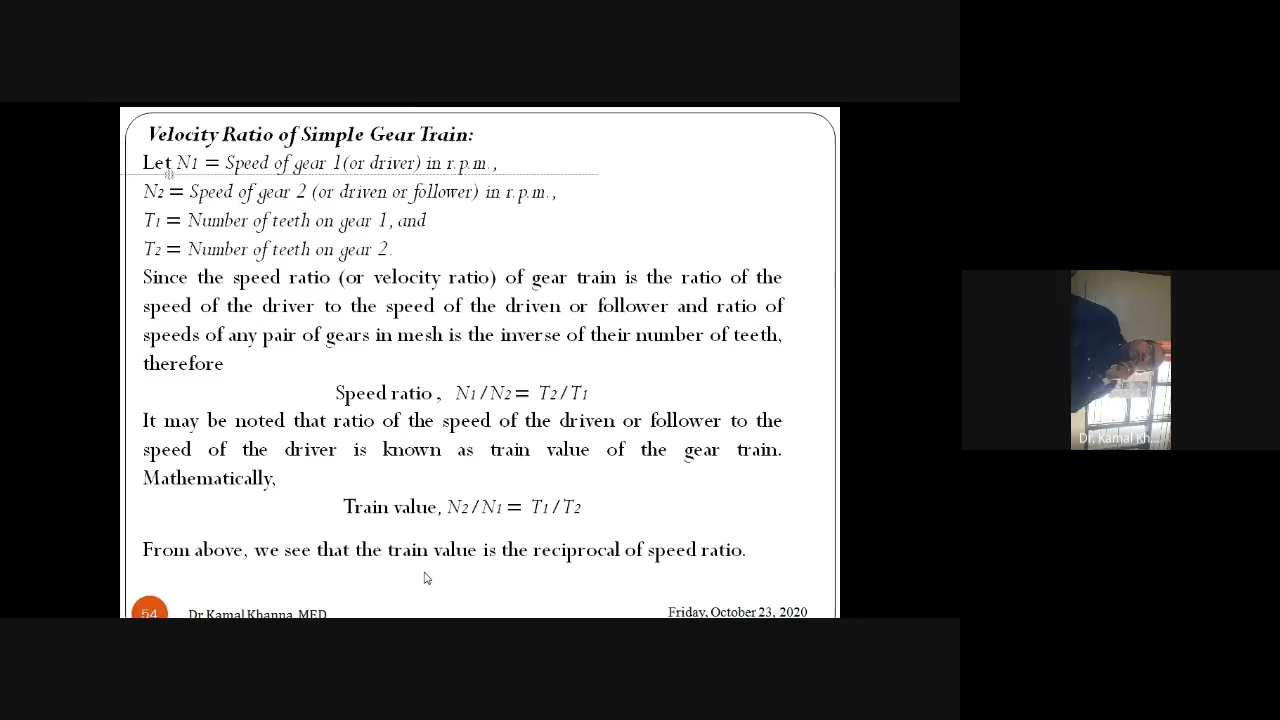 Velocity Ratio of Simple Gear Train:
Let N1 = Speed of gear 1(or driver) in r.p.m.,
N2 = Speed of gear 2 (or driven or follower) in r.p.m.,
T1 = Number of teeth on gear 1, and
T2 = Number of teeth on gear 2.
Since the speed ratio (or velocity ratio) of gear train is the ratio of the
speed of the driver to the speed of the driven or follower and ratio of
speeds of any pair of gears in mesh is the inverse of their number of teeth,
therefore
Speed ratio , N1 / N2 = T2 / T1
It may be noted that ratio of the speed of the driven or follower to the
speed of the driver is known as train value of the gear train.
Mathematically,
Train value, N2 / N1 = T1 / T2
From above, we see that the train value is the reciprocal of speed ratio.
54
Dr Kamal Khanna, MED
Friday, October 23, 2020
Dr. Kamal Kh...